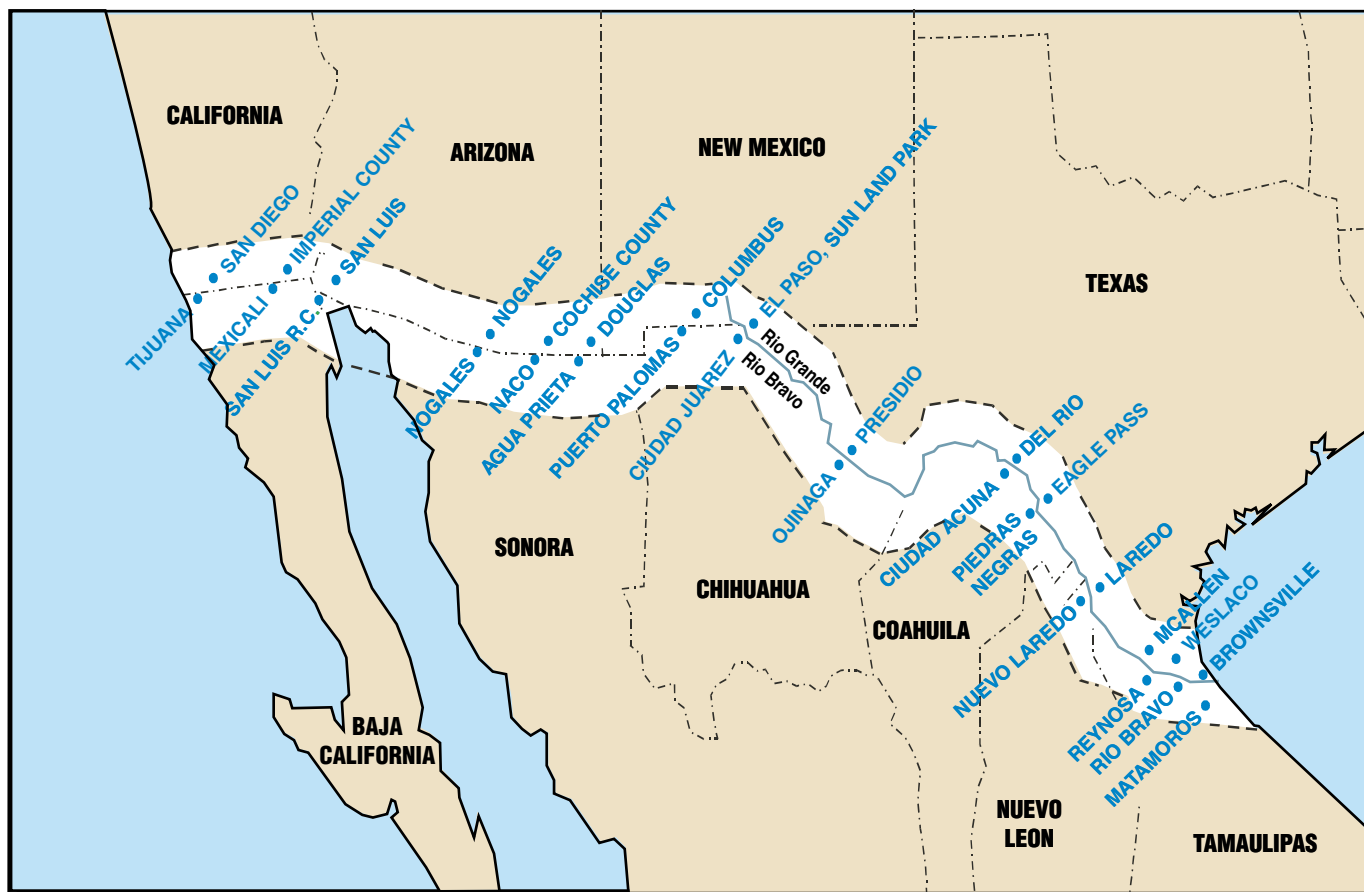 CALIFORNIA
ARIZONA
NEW MEXICO
TEXAS
SAN DIEGO
IMPERIAL COUNTY
SAN LUIS
NOGALES
COCHISE COUNTY
DOUGLAS
COLUMBUS
EL PASO, SUN LAND PARK
PRESIDIO
DEL RIO
EAGLE PASS
LAREDO
MCALLEN
WESLACO
BROWNSVILLE
Rio Grande
Rio Bravo
TIJUANA
MEXICALI
SAN LUIS R.C.
NOGALES
NACO
AGUA PRIETA
PUERTO PALOMAS
CIUDAD JUAREZ
OJINAGA
CIUDAD ACUNA
PIEDRAS
NEGRAS
NUEVO LAREDO
REYNOSA
RIO BRAVO
MATAMOROS
SONORA
CHIHUAHUA
COAHUILA
BAJA
CALIFORNIA
NUEVO
LEON
TAMAULIPAS